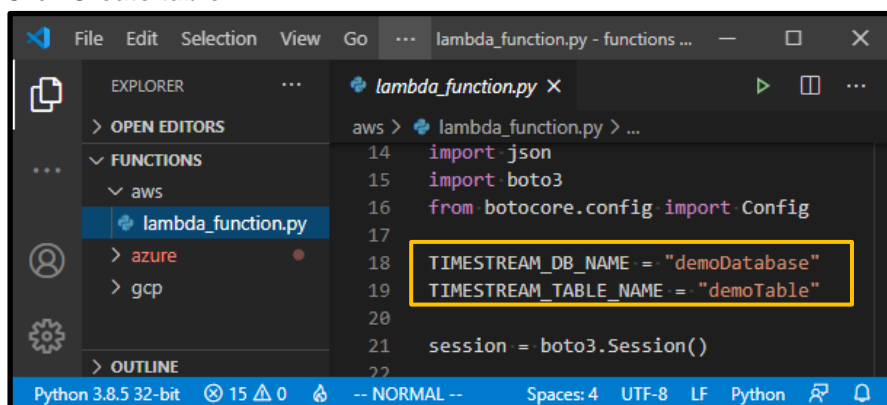 File Edit Selection View Go ··· lambda_function.py - functions ...
EXPLORER ···
> OPEN EDITORS
FUNCTIONS
aws
lambda_function.py
> azure
> gcp
> OUTLINE
lambda_function.py
aws > lambda_function.py > ...
14 import json
15 import boto3
16 from botocore.config import Config
17
18 TIMESTREAM_DB_NAME = "demoDatabase"
19 TIMESTREAM_TABLE_NAME = "demoTable"
20
21 session = boto3.Session()
22
Python 3.8.5 32-bit 15 0 -- NORMAL -- Spaces: 4 UTF-8 LF Python